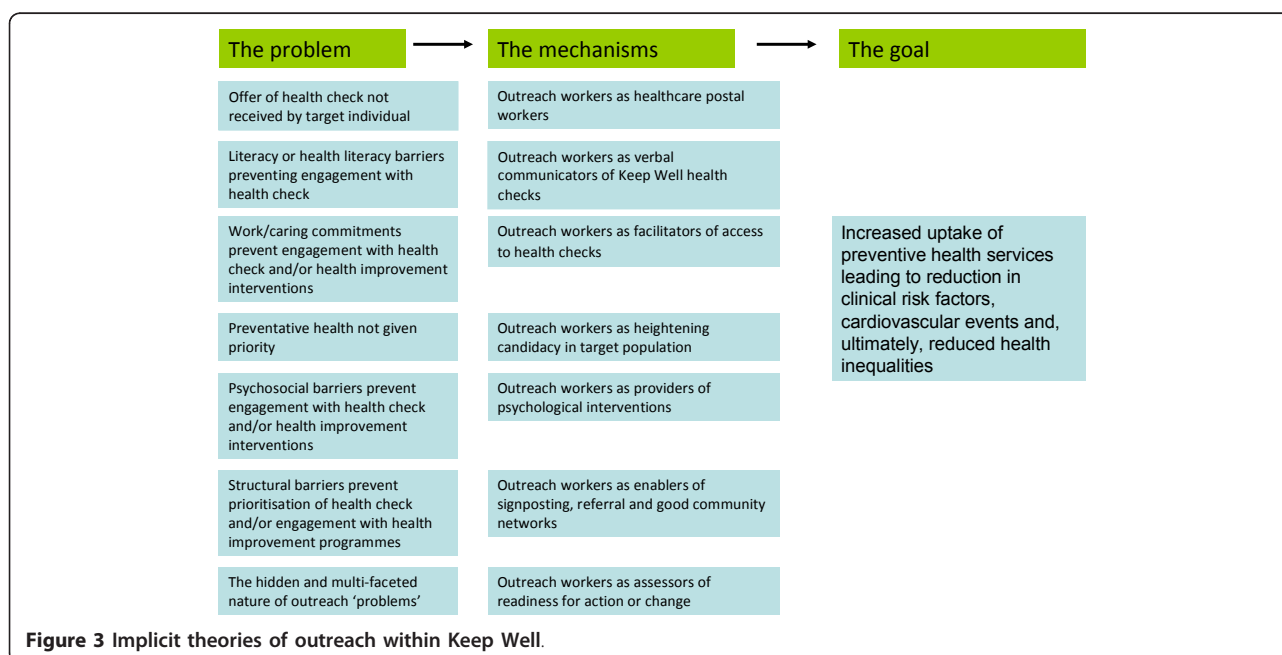 The problem
The mechanisms
The goal
Offer of health check not
received by target individual
Outreach workers as healthcare postal
workers
Literacy or health literacy barriers
preventing engagement with
health check
Outreach workers as verbal
communicators of Keep Well health
checks
Work/caring commitments
prevent engagement with health
check and/or health improvement
interventions
Outreach workers as facilitators of access
to health checks
Preventative health not given
priority
Outreach workers as heightening
candidacy in target population
Psychosocial barriers prevent
engagement with health check
and/or health improvement
interventions
Outreach workers as providers of
psychological interventions
Structural barriers prevent
prioritisation of health check
and/or engagement with health
improvement programmes
Outreach workers as enablers of
signposting, referral and good community
networks
The hidden and multi-faceted
nature of outreach ‘problems’
Outreach workers as assessors of
readiness for action or change
Increased uptake of
preventive health services
leading to reduction in
clinical risk factors,
cardiovascular events and,
ultimately, reduced health
inequalities
Figure 3 Implicit theories of outreach within Keep Well.